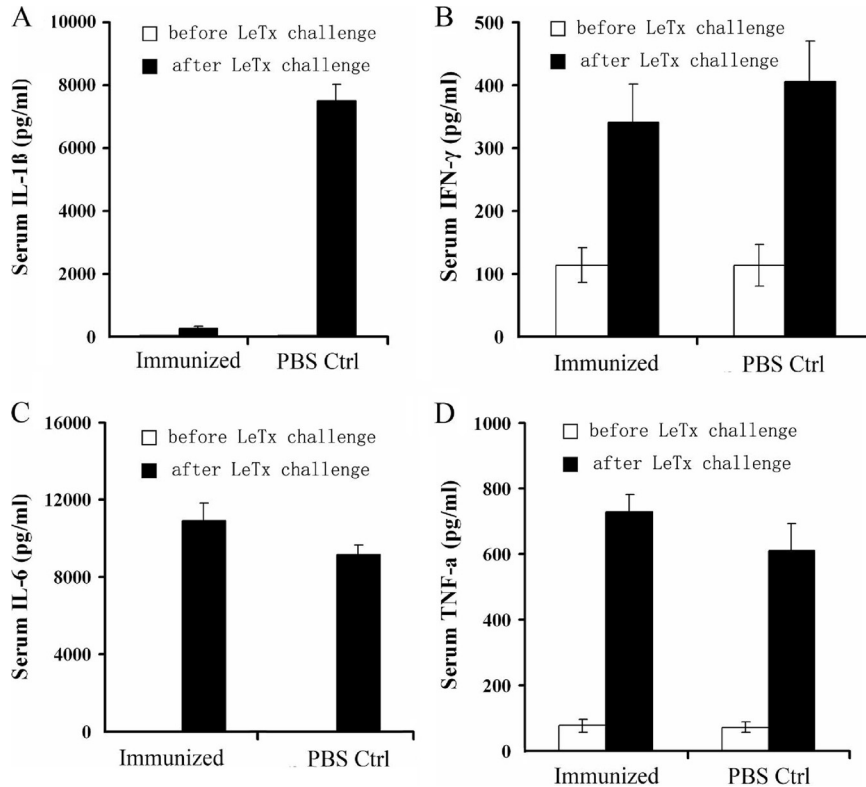 A
10000
8000
6000
4000
2000
0
Serum IL-1ß (pg/ml)
before LeTx challenge
after LeTx challenge
Immunized PBS Ctrl
B
500
400
300
200
100
0
Serum IFN-γ (pg/ml)
before LeTx challenge
after LeTx challenge
Immunized PBS Ctrl
C
16000
12000
8000
4000
0
Serum IL-6 (pg/ml)
before LeTx challenge
after LeTx challenge
Immunized PBS Ctrl
D
1000
800
600
400
200
0
Serum TNF-a (pg/ml)
before LeTx challenge
after LeTx challenge
Immunized PBS Ctrl